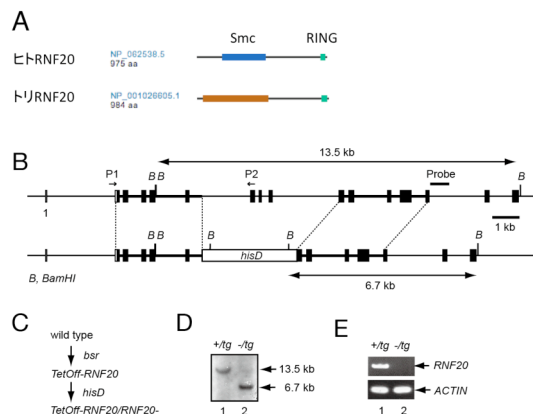 A
Smc RING
ヒトRNF20 NP_062538.5
975 aa
トリRNF20 NP_001026605.1
984 aa
B
13.5 kb
P1 B B P2 Probe B
1
1 kb
B B B B B
hisD
B, BamHI
6.7 kb
C
wild type
bsr
TetOff-RNF20
hisD
TetOff-RNF20/RNF20-
D
+/tg -/tg
13.5 kb
6.7 kb
1 2
E
+/tg -/tg
RNF20
ACTIN
1 2